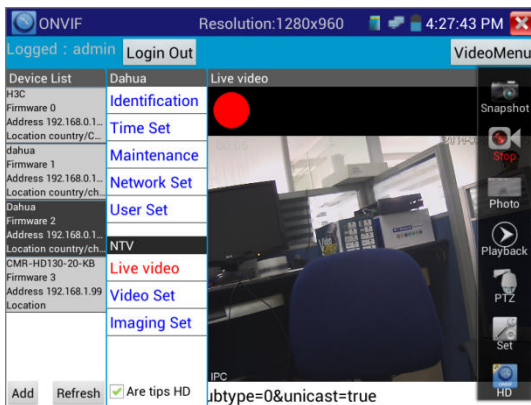 ONVIF Resolution:1280x960 4:27:43 PM
Logged : admin Login Out VideoMenu
Device List
H3C
Firmware 0
Address 192.168.0.1...
Location country/C...
dahua
Firmware 1
Address 192.168.0.1...
Location country/ch...
Dahua
Firmware 2
Address 192.168.0.1...
Location country/ch...
CMR-HD130-20-KB
Firmware 3
Address 192.168.1.99
Location
Add Refresh
Dahua
Identification
Time Set
Maintenance
Network Set
User Set
NTV
Live video
Video Set
Imaging Set
Are tips HD
Live video
IPC
ubtype=0&unicast=true
Snapshot
Stop
Photo
Playback
PTZ
Set
HD